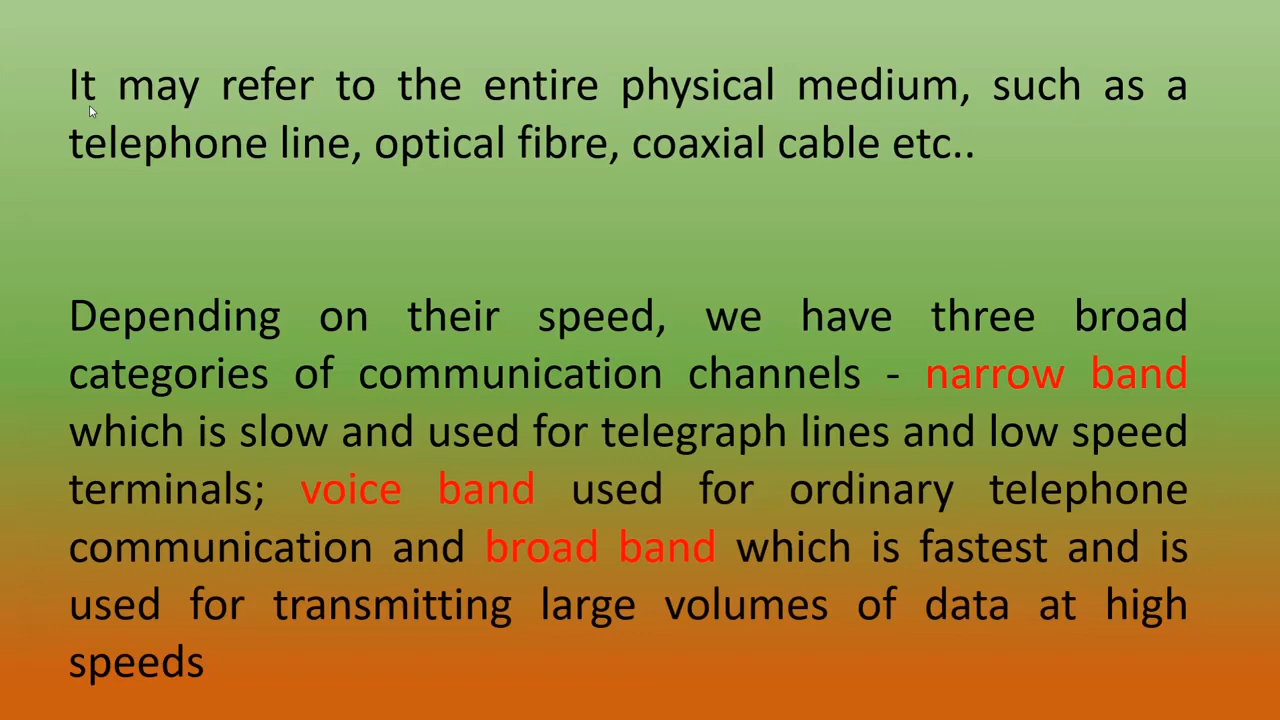 It may refer to the entire physical medium, such as a
telephone line, optical fibre, coaxial cable etc..
Depending on their speed, we have three broad
categories of communication channels - narrow band
which is slow and used for telegraph lines and low speed
terminals; voice band used for ordinary telephone
communication and broad band which is fastest and is
used for transmitting large volumes of data at high
speeds